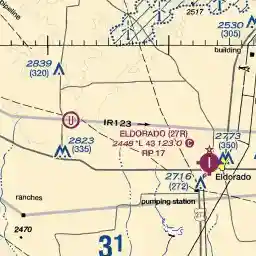 pipeline
2517
2530
(305)
building
2839
(320)
IR123
ELDORADO (27R)
2448 *L 43 123.0 C
RP 17
2823
(335)
2773
(350)
2716
(272)
Eldorado
ranches
pumping station
2470
31